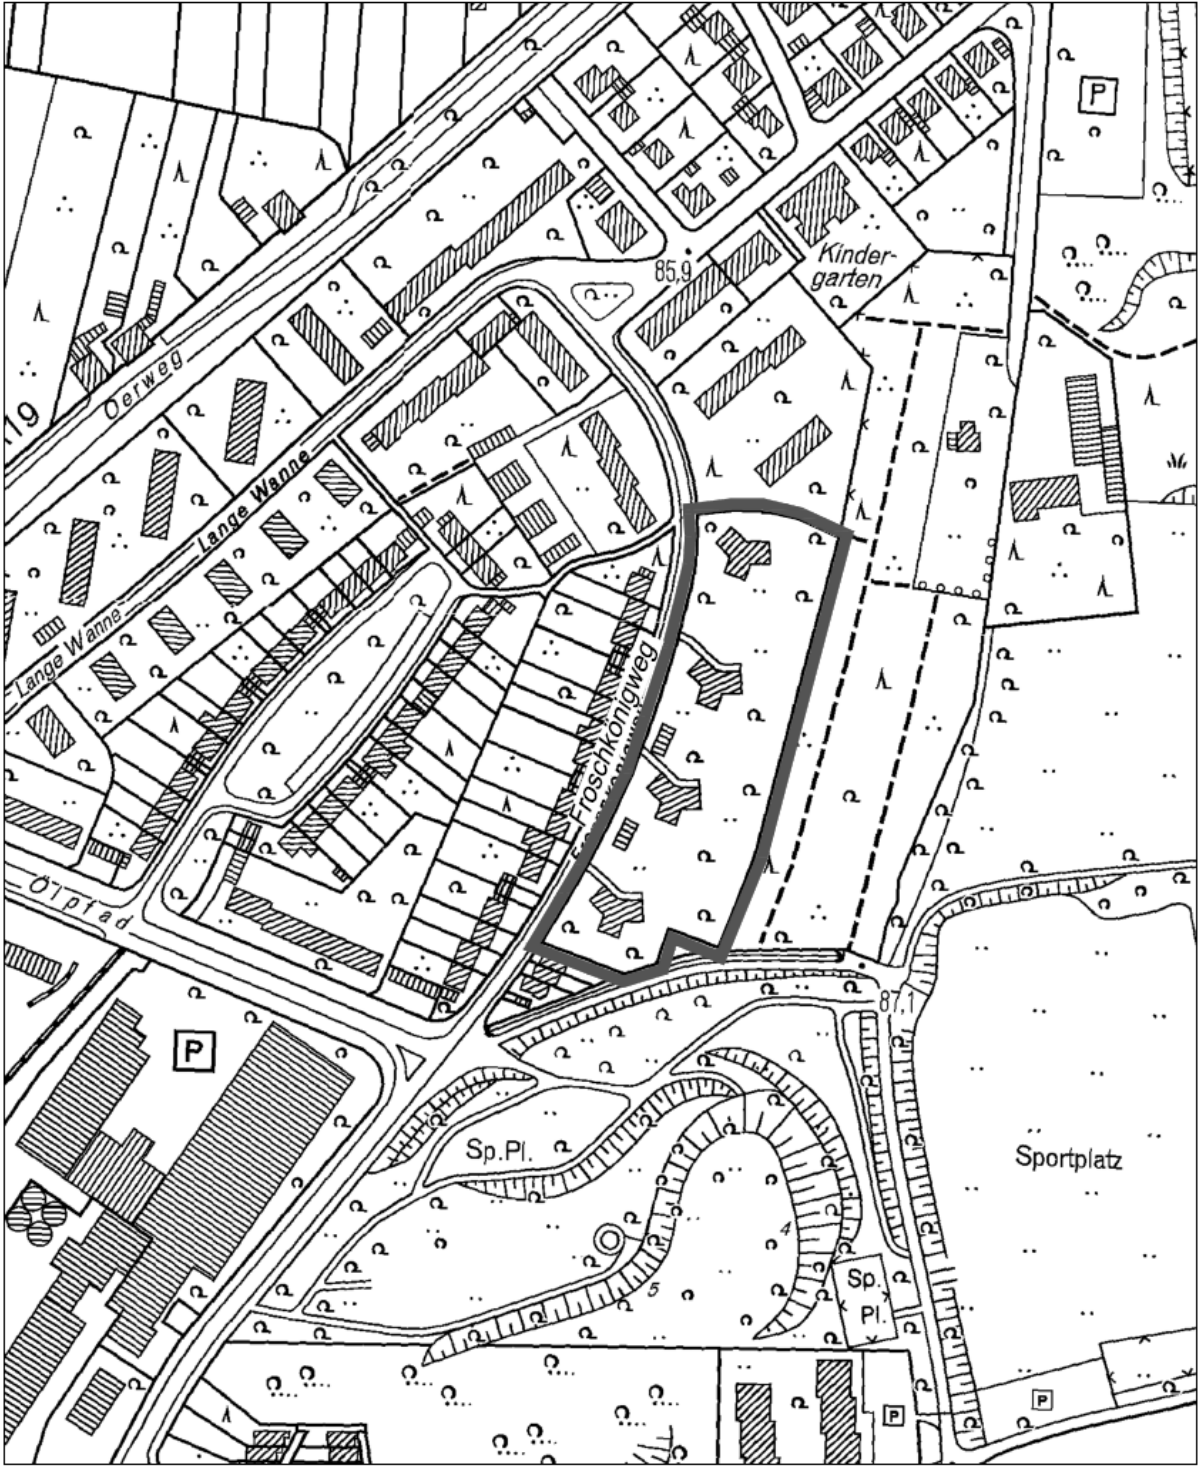 P
Kinder-
garten
85,9
Oerweg
Lange Wanne
Lange Wanne
Froschkönigweg
Ölpfad
87,1
P
Sp.Pl.
Sportplatz
4
5
Sp.
Pl.
P
P